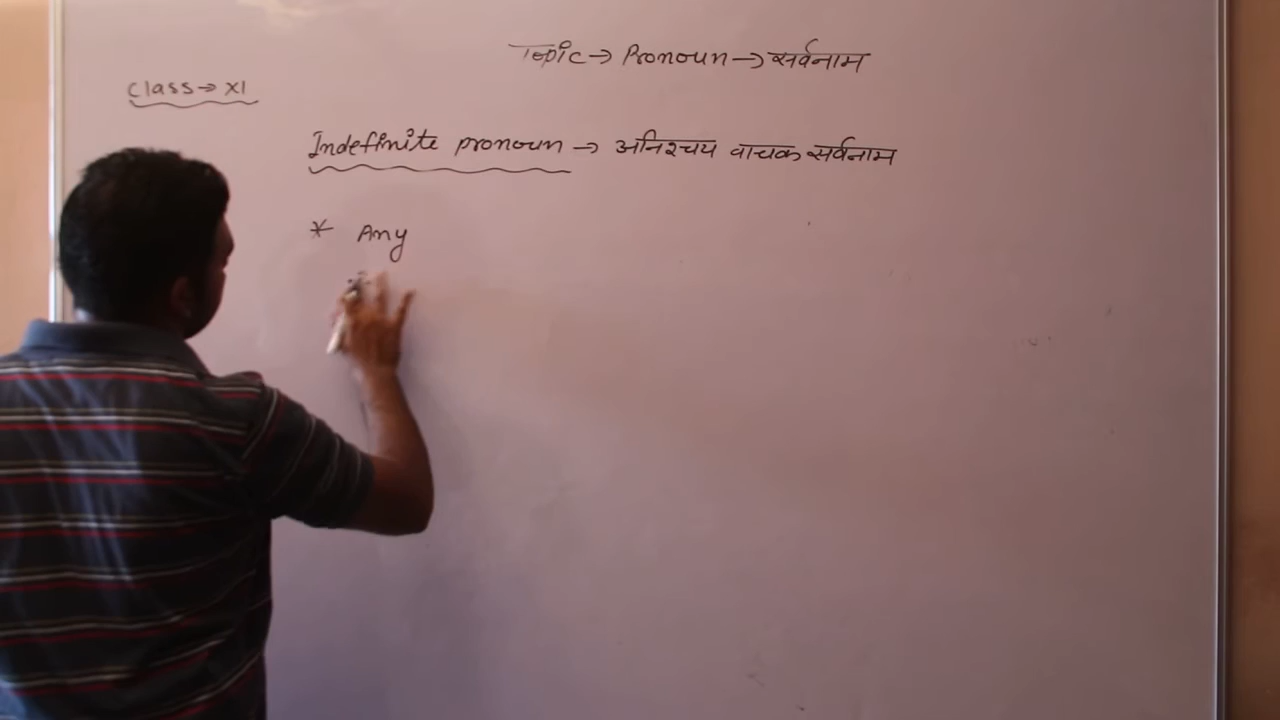 Topic → Pronoun → सर्वनाम
Class → XI
Indefinite pronoun → अनिश्चय वाचक सर्वनाम
* Any